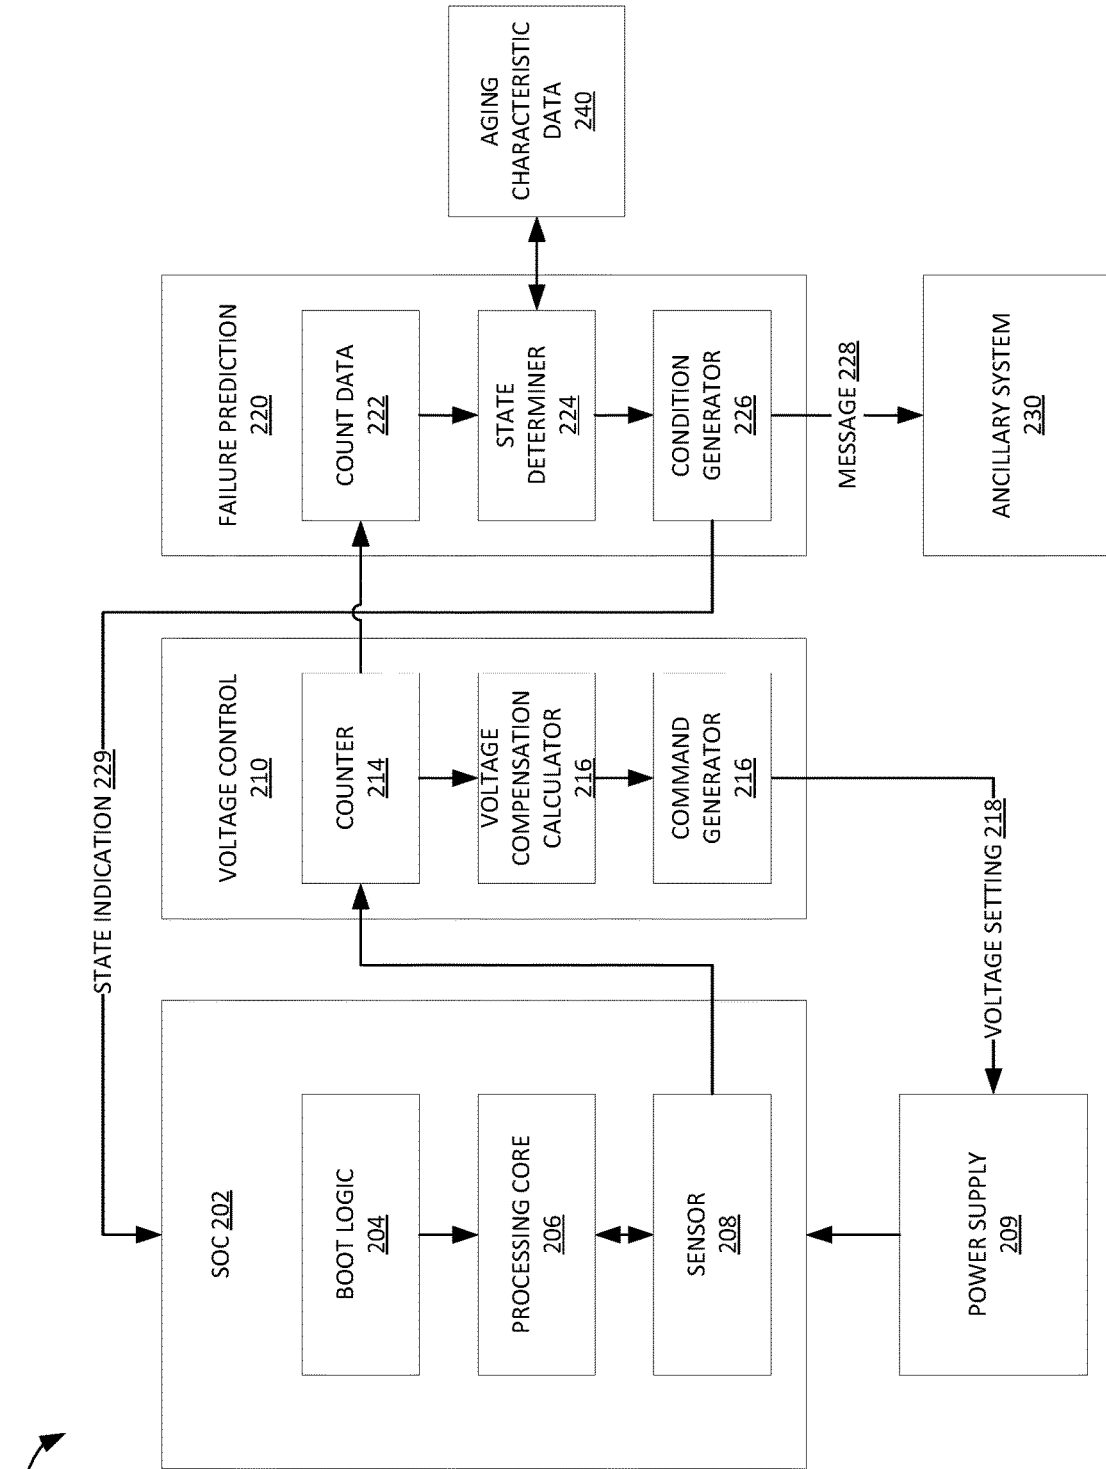 STATE INDICATION 229
SOC 202
BOOT LOGIC
204
PROCESSING CORE
206
SENSOR
208
POWER SUPPLY
209
VOLTAGE CONTROL
210
COUNTER
214
VOLTAGE
COMPENSATION
CALCULATOR
216
COMMAND
GENERATOR
216
VOLTAGE SETTING 218
FAILURE PREDICTION
220
COUNT DATA
222
STATE
DETERMINER
224
CONDITION
GENERATOR
226
MESSAGE 228
ANCILLARY SYSTEM
230
AGING
CHARACTERISTIC
DATA
240